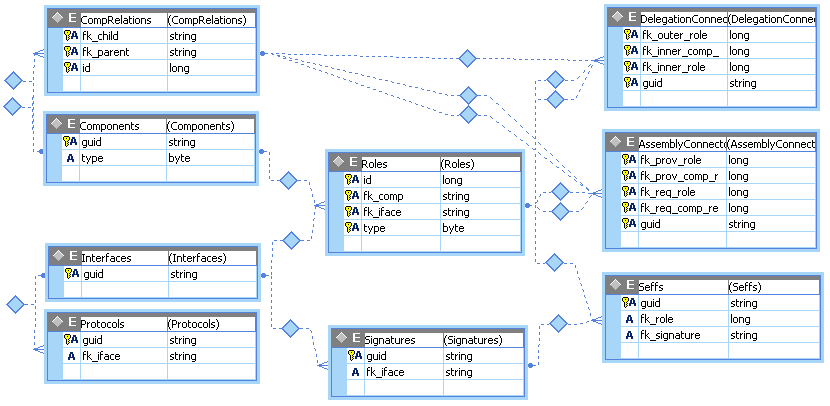 E CompRelations (CompRelations)
A fk_child string
A fk_parent string
A id long
E Components (Components)
A guid string
A type byte
E Interfaces (Interfaces)
A guid string
E Protocols (Protocols)
A guid string
A fk_iface string
E Roles (Roles)
A id long
A fk_comp string
A fk_iface string
A type byte
E Signatures (Signatures)
A guid string
A fk_iface string
E DelegationConnec (DelegationConnec
A fk_outer_role long
A fk_inner_comp_ long
A fk_inner_role long
A guid string
E AssemblyConnecto (AssemblyConnect
A fk_prov_role long
A fk_prov_comp_r long
A fk_req_role long
A fk_req_comp_re long
A guid string
E Seffs (Seffs)
A guid string
A fk_role long
A fk_signature string